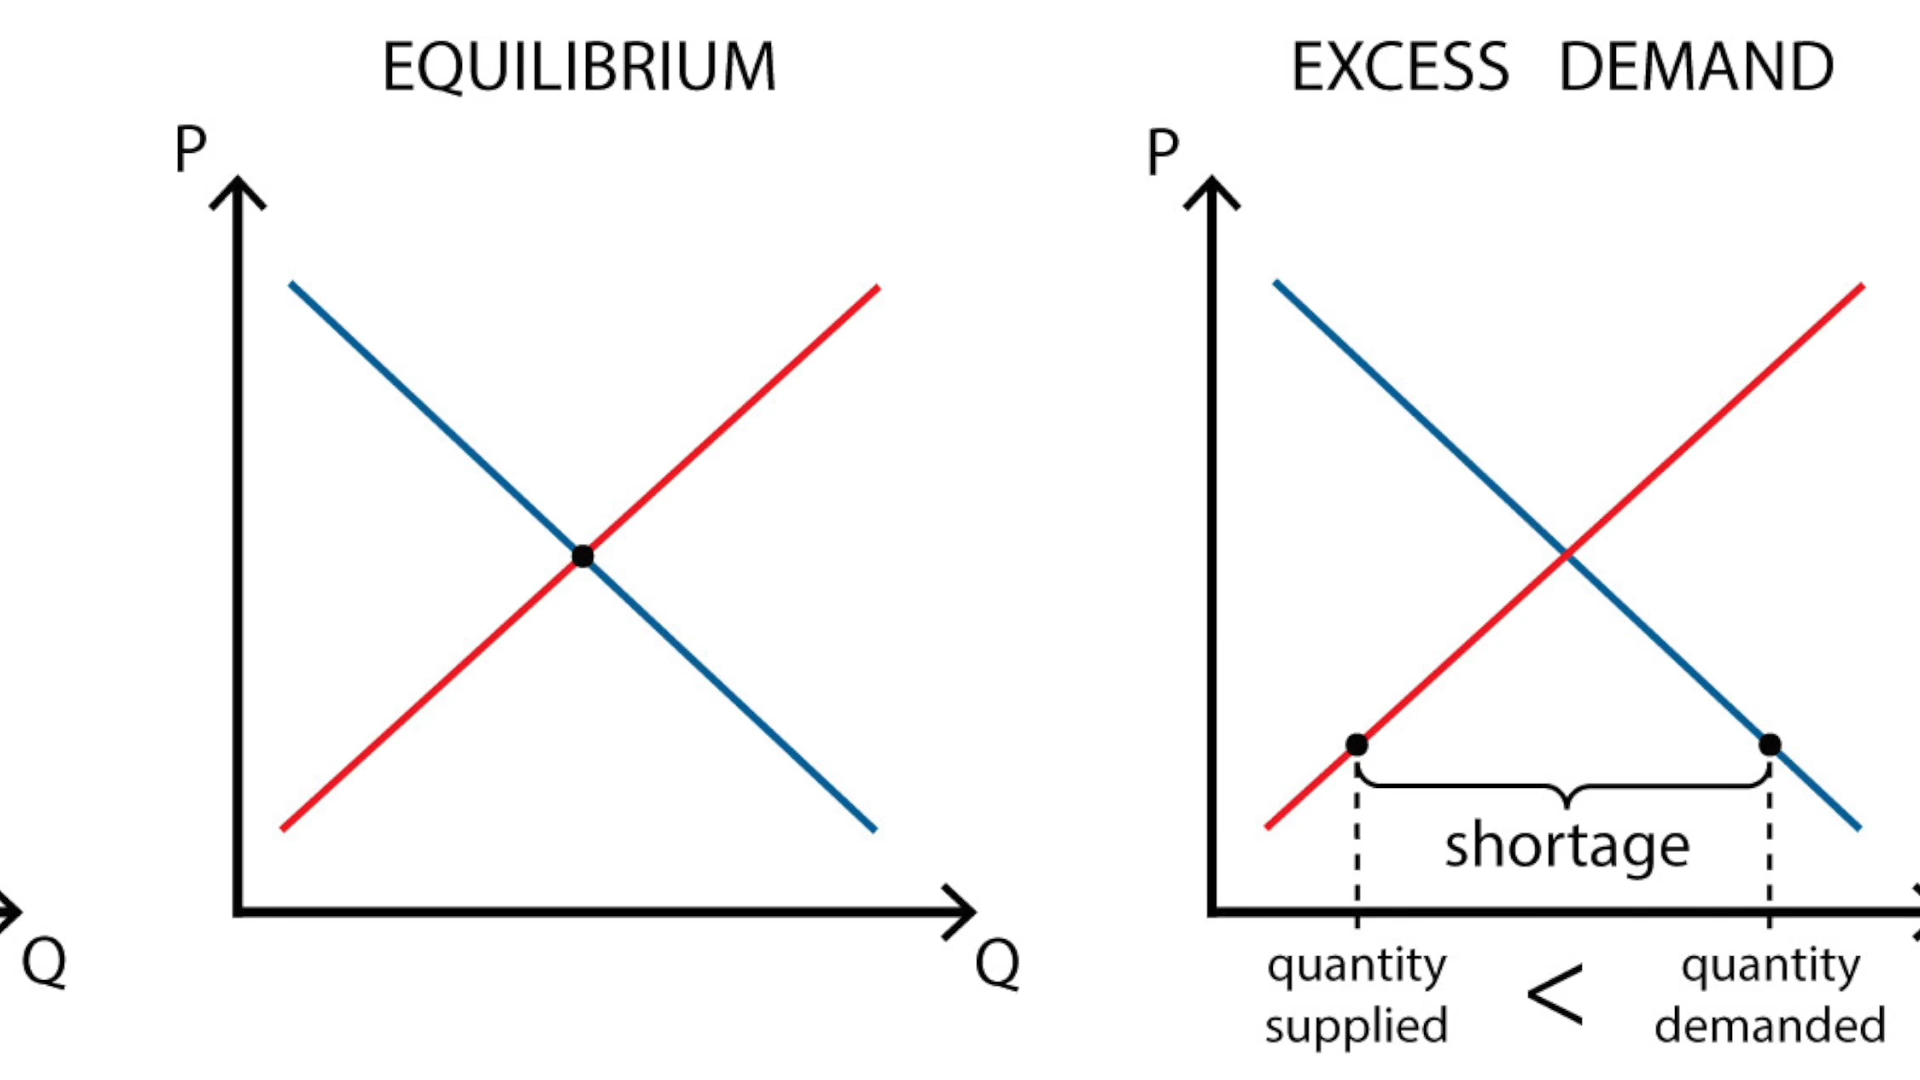 EQUILIBRIUM
EXCESS DEMAND
P
P
shortage
Q
Q
quantity
supplied
<
quantity
demanded